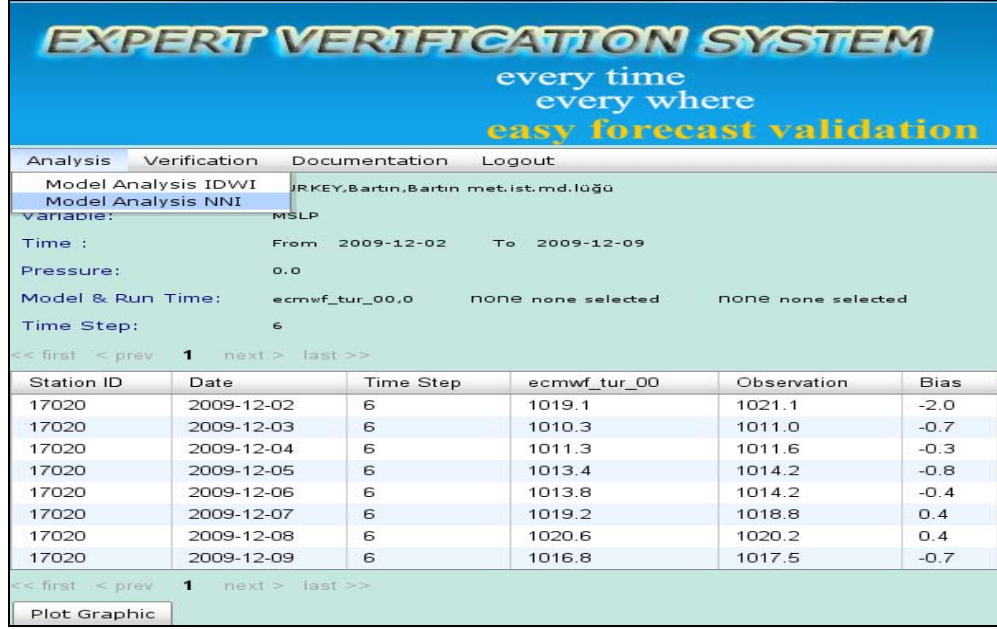 EXPERT VERIFICATION SYSTEM
every time
every where
easy forecast validation
Analysis Verification Documentation Logout
Model Analysis IDWI
Model Analysis NNI
Bartın,Bartın met.ist.md.lüğü
Variable: MSLP
Time : From 2009-12-02 To 2009-12-09
Pressure: 0.0
Model & Run Time: ecmwf_tur_00,0 none none selected none none selected
Time Step: 6
<< first < prev 1 next > last >>
Station ID Date Time Step ecmwf_tur_00 Observation Bias
17020 2009-12-02 6 1019.1 1021.1 -2.0
17020 2009-12-03 6 1010.3 1011.0 -0.7
17020 2009-12-04 6 1011.3 1011.6 -0.3
17020 2009-12-05 6 1013.4 1014.2 -0.8
17020 2009-12-06 6 1013.8 1014.2 -0.4
17020 2009-12-07 6 1019.2 1018.8 0.4
17020 2009-12-08 6 1020.6 1020.2 0.4
17020 2009-12-09 6 1016.8 1017.5 -0.7
<< first < prev 1 next > last >>
Plot Graphic